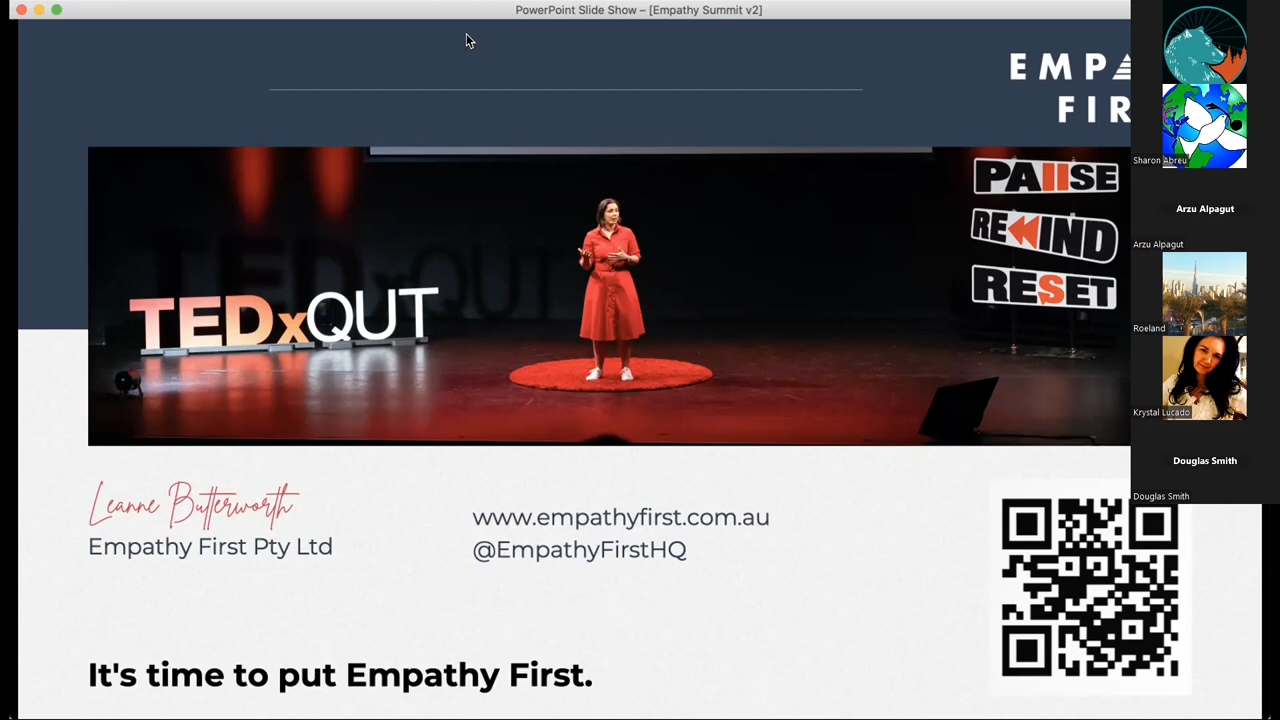 PowerPoint Slide Show – [Empathy Summit v2]
EMPA
FIR
PAUSE
REWIND
RESET
TEDxQUT
Leanne Butterworth
Empathy First Pty Ltd
www.empathyfirst.com.au
@EmpathyFirstHQ
It's time to put Empathy First.
Sharon Abreu
Arzu Alpagut
Arzu Alpagut
Roeland
Krystal Lucado
Douglas Smith
Douglas Smith